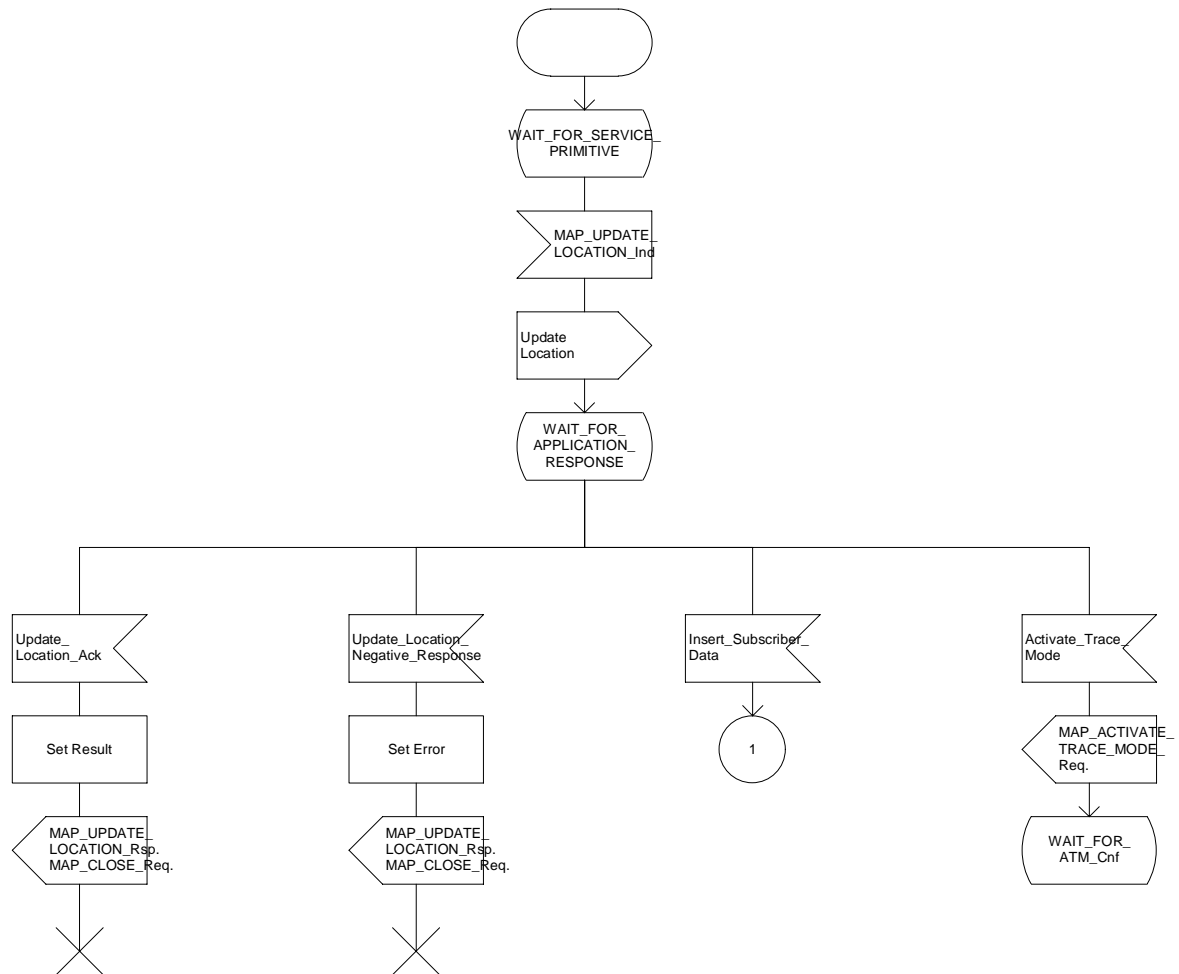 WAIT_FOR_SERVICE_
PRIMITIVE
MAP_UPDATE_
LOCATION_Ind
Update
Location
WAIT_FOR_
APPLICATION_
RESPONSE
Update_
Location_Ack
Update_Location_
Negative_Response
Insert_Subscriber_
Data
Activate_Trace_
Mode
Set Result
Set Error
1
MAP_ACTIVATE_
TRACE_MODE_
Req.
MAP_UPDATE_
LOCATION_Rsp.
MAP_CLOSE_Req.
MAP_UPDATE_
LOCATION_Rsp.
MAP_CLOSE_Req.
WAIT_FOR_
ATM_Cnf